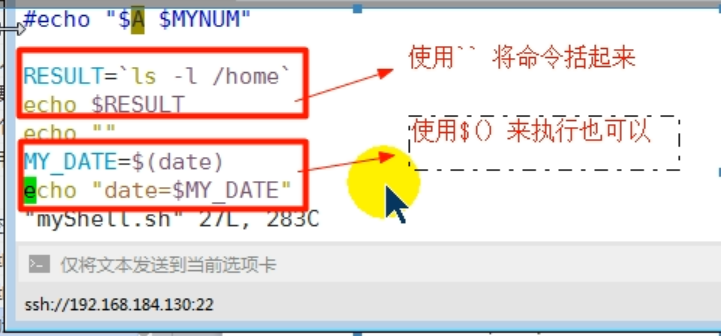 #echo "$A $MYNUM"
使用`` 将命令括起来
RESULT=`ls -l /home`
echo $RESULT
echo ""
使用$() 来执行也可以
MY_DATE=$(date)
echo "date=$MY_DATE"
"myShell.sh" 27L, 283C
仅将文本发送到当前选项卡
ssh://192.168.184.130:22